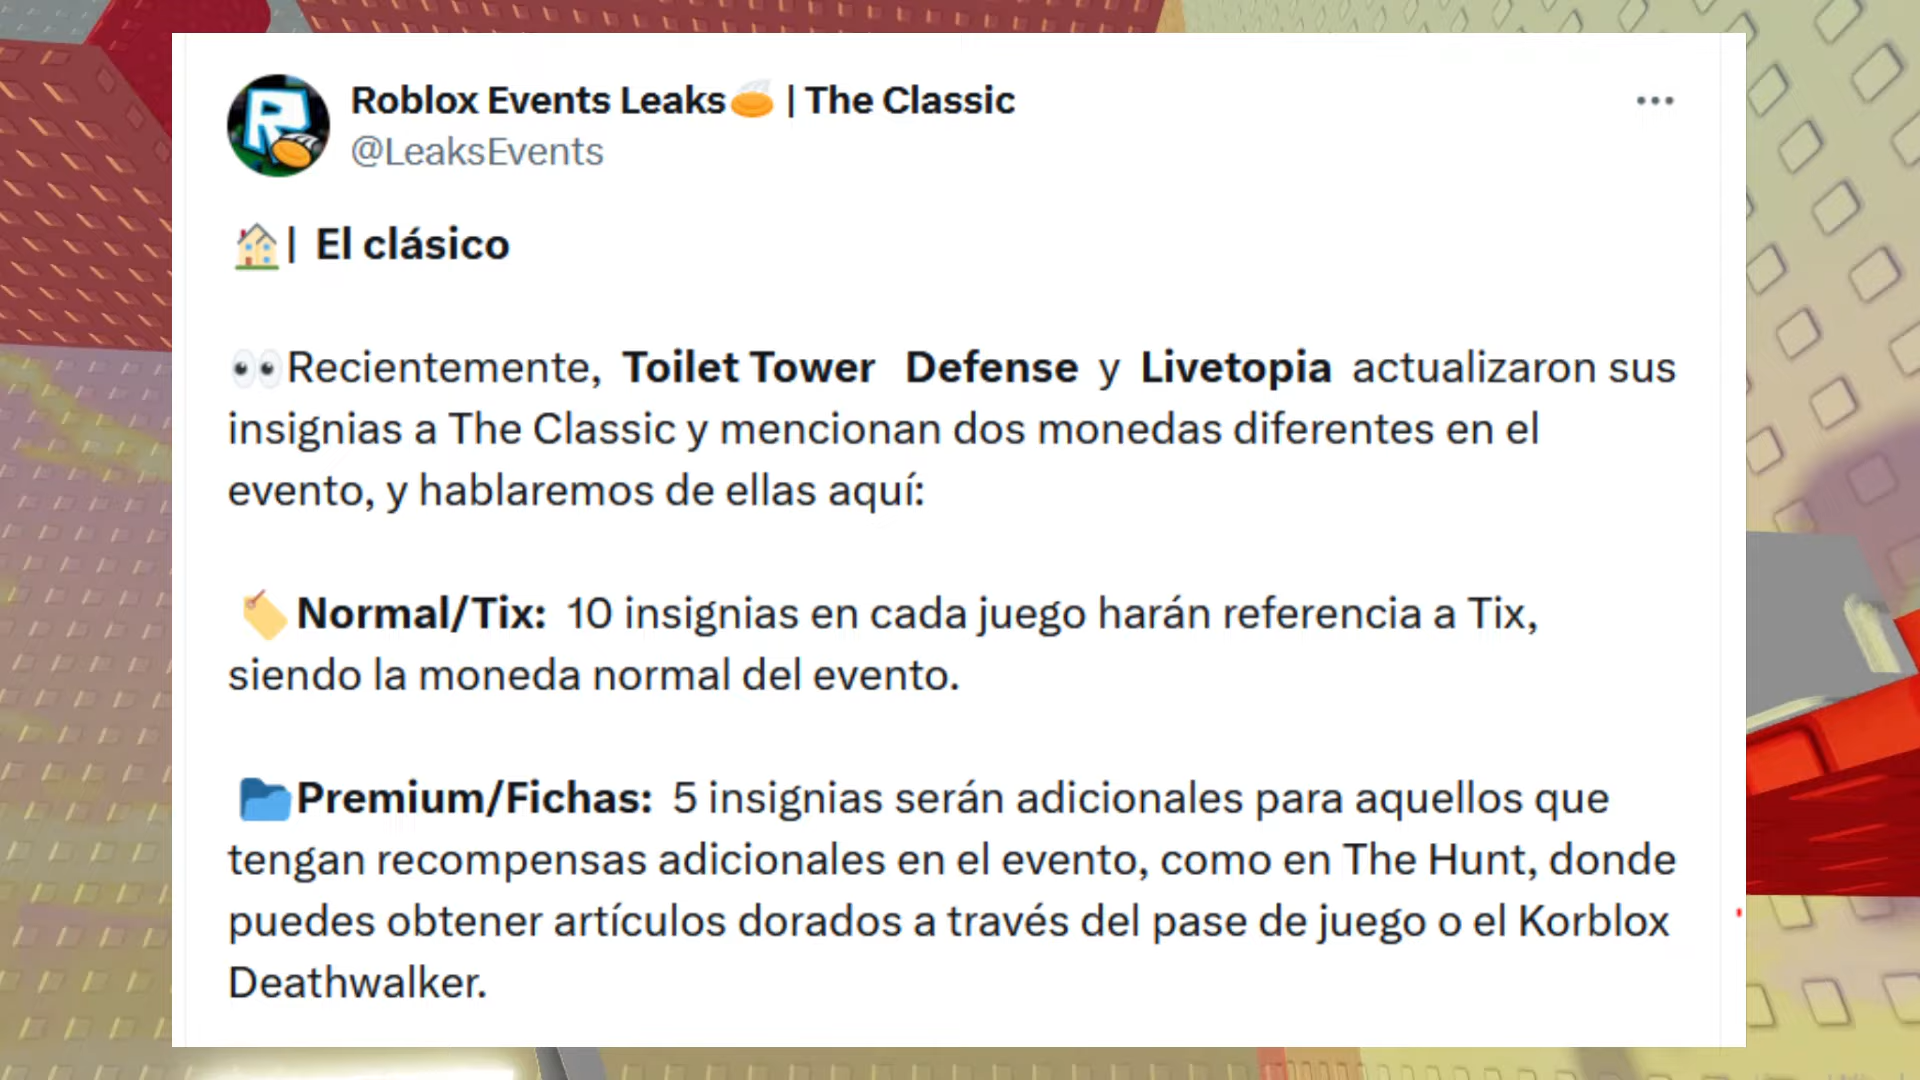 Roblox Events Leaks | The Classic
@LeaksEvents
| El clásico
Recientemente, Toilet Tower Defense y Livetopia actualizaron sus
insignias a The Classic y mencionan dos monedas diferentes en el
evento, y hablaremos de ellas aquí:
Normal/Tix: 10 insignias en cada juego harán referencia a Tix,
siendo la moneda normal del evento.
Premium/Fichas: 5 insignias serán adicionales para aquellos que
tengan recompensas adicionales en el evento, como en The Hunt, donde
puedes obtener artículos dorados a través del pase de juego o el Korblox
Deathwalker.